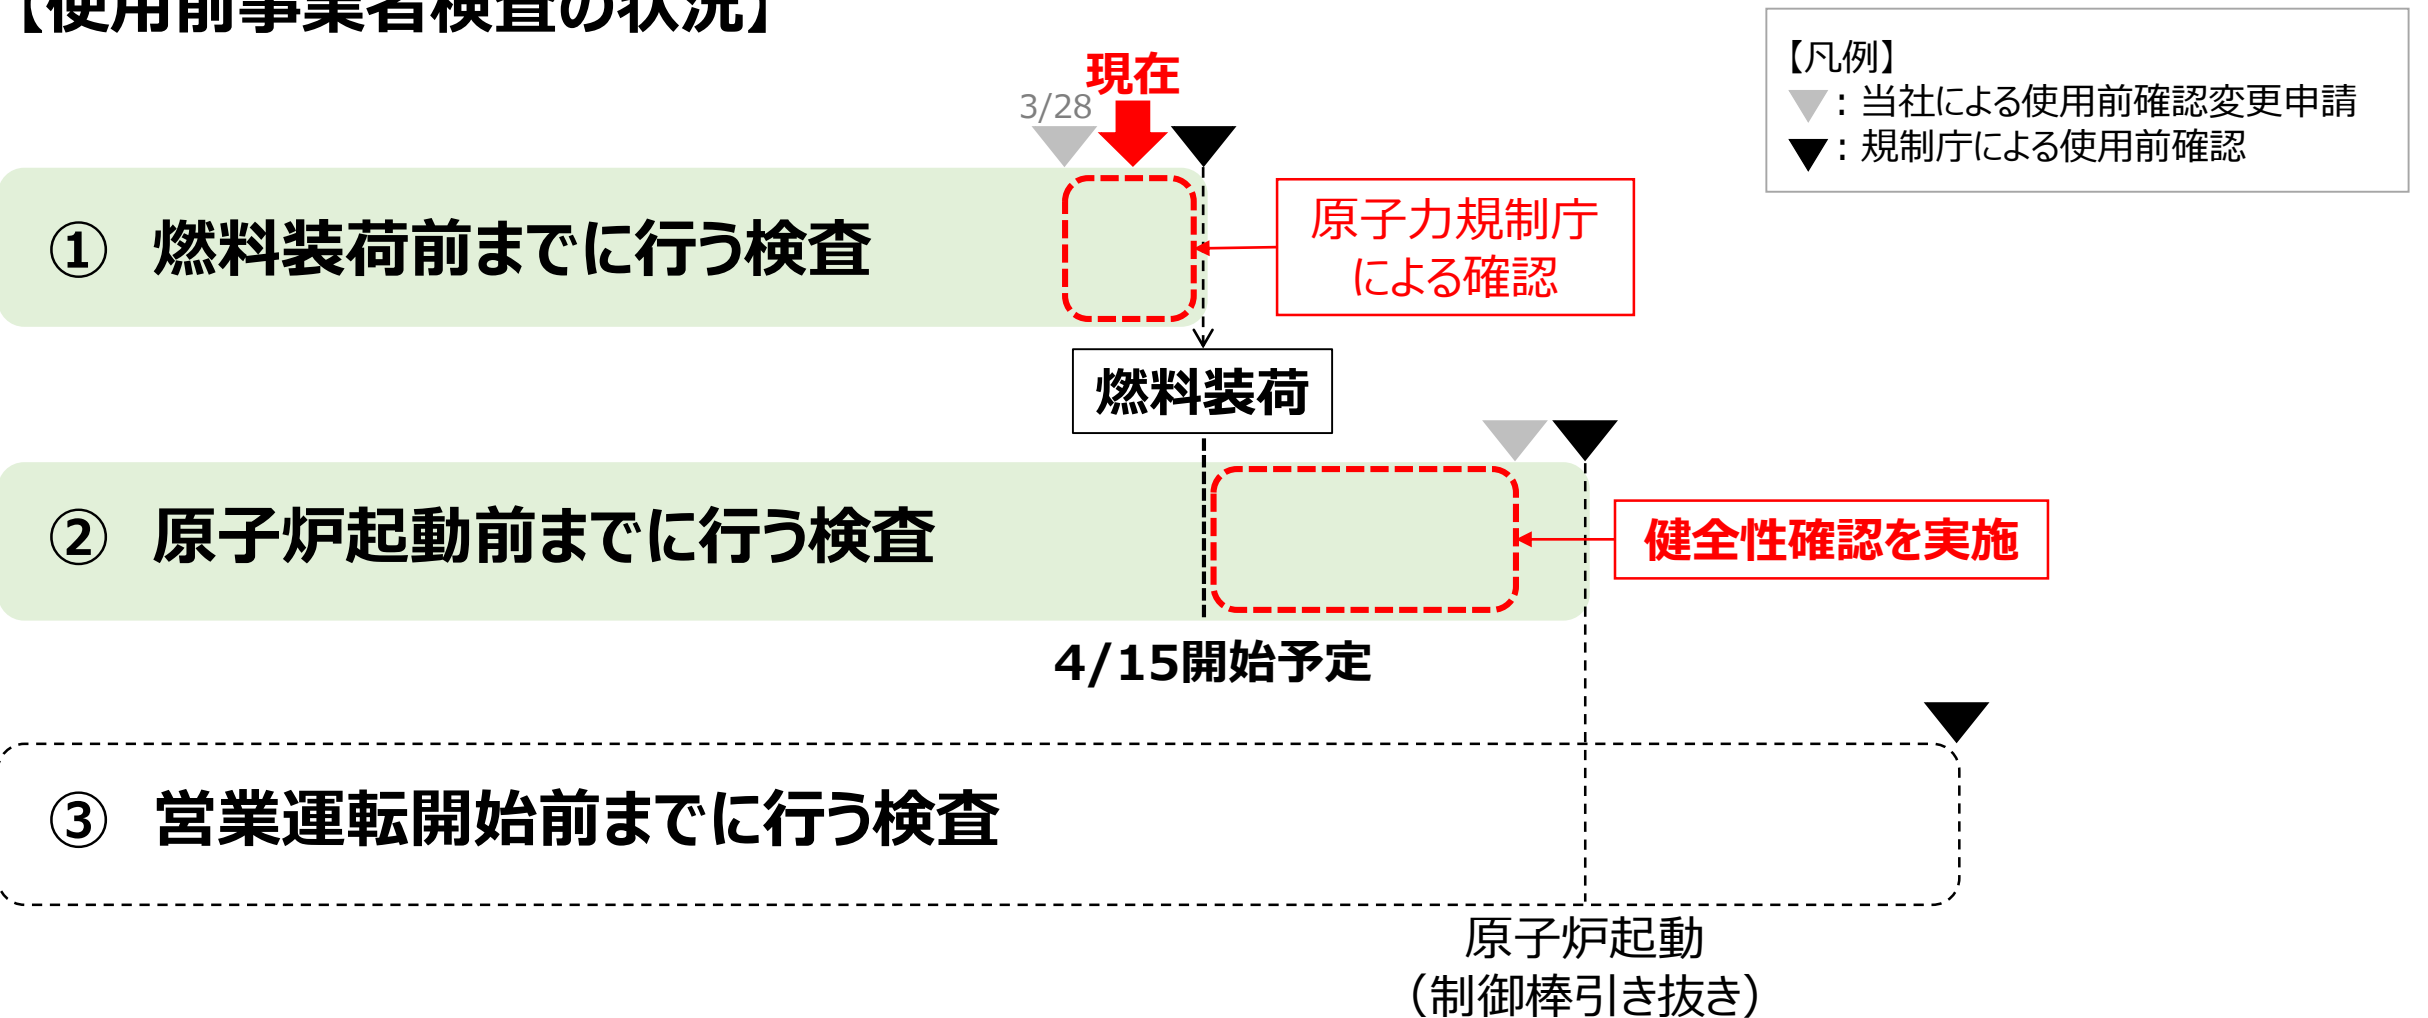 【使用前事業者検査の状況】
現在
3/28
【凡例】
：当社による使用前確認変更申請
：規制庁による使用前確認
① 燃料装荷前までに行う検査
原子力規制庁
による確認
燃料装荷
② 原子炉起動前までに行う検査
健全性確認を実施
4/15開始予定
③ 営業運転開始前までに行う検査
原子炉起動
（制御棒引き抜き）